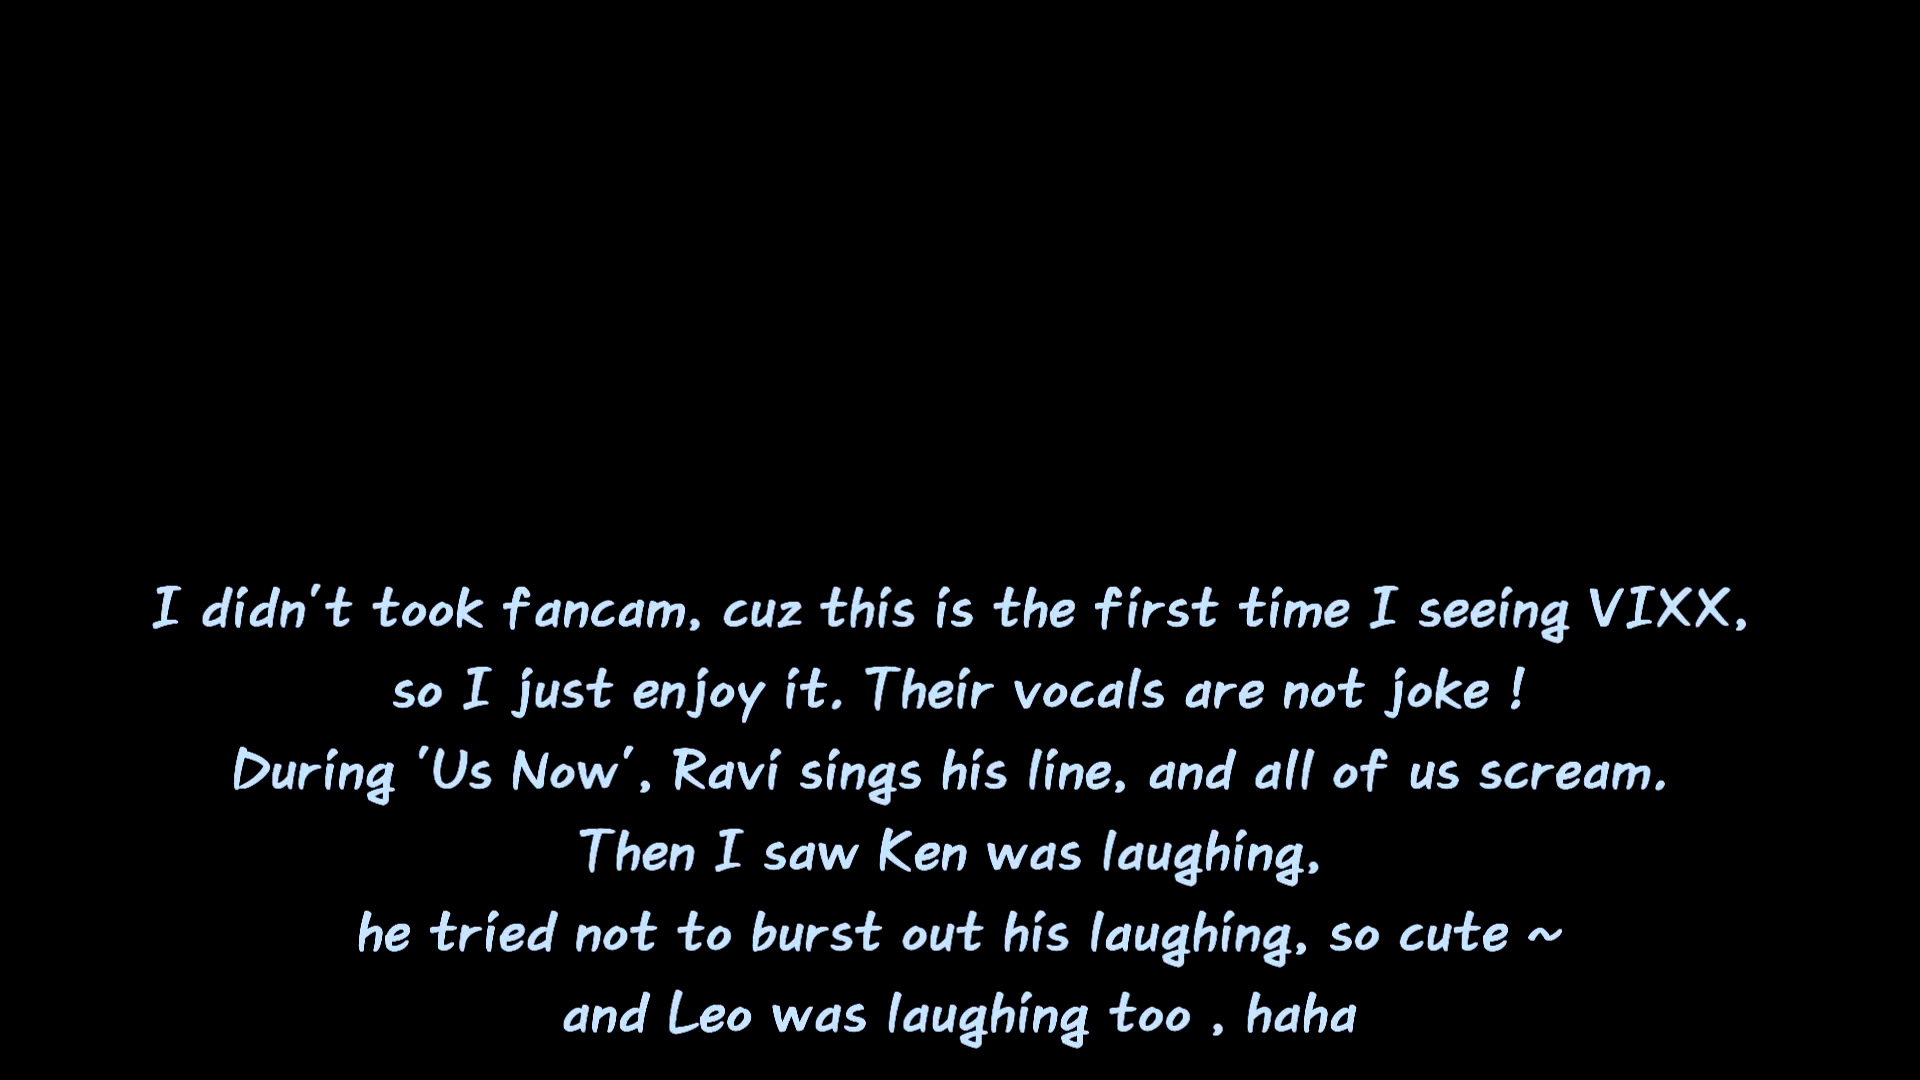 I didn't took fancam, cuz this is the first time I seeing VIXX,
so I just enjoy it. Their vocals are not joke !
During 'Us Now', Ravi sings his line, and all of us scream.
Then I saw Ken was laughing,
he tried not to burst out his laughing, so cute ~
and Leo was laughing too , haha